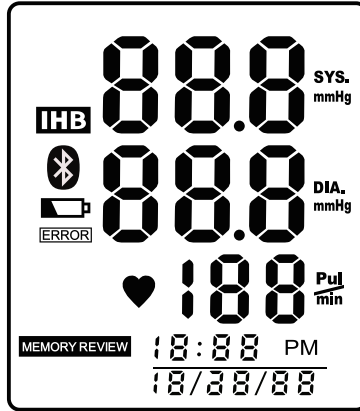 88.8 SYS.
mmHg
IHB
88.8 DIA.
mmHg
ERROR
188 Pul/min
MEMORY REVIEW 18:88 PM
18/38/88